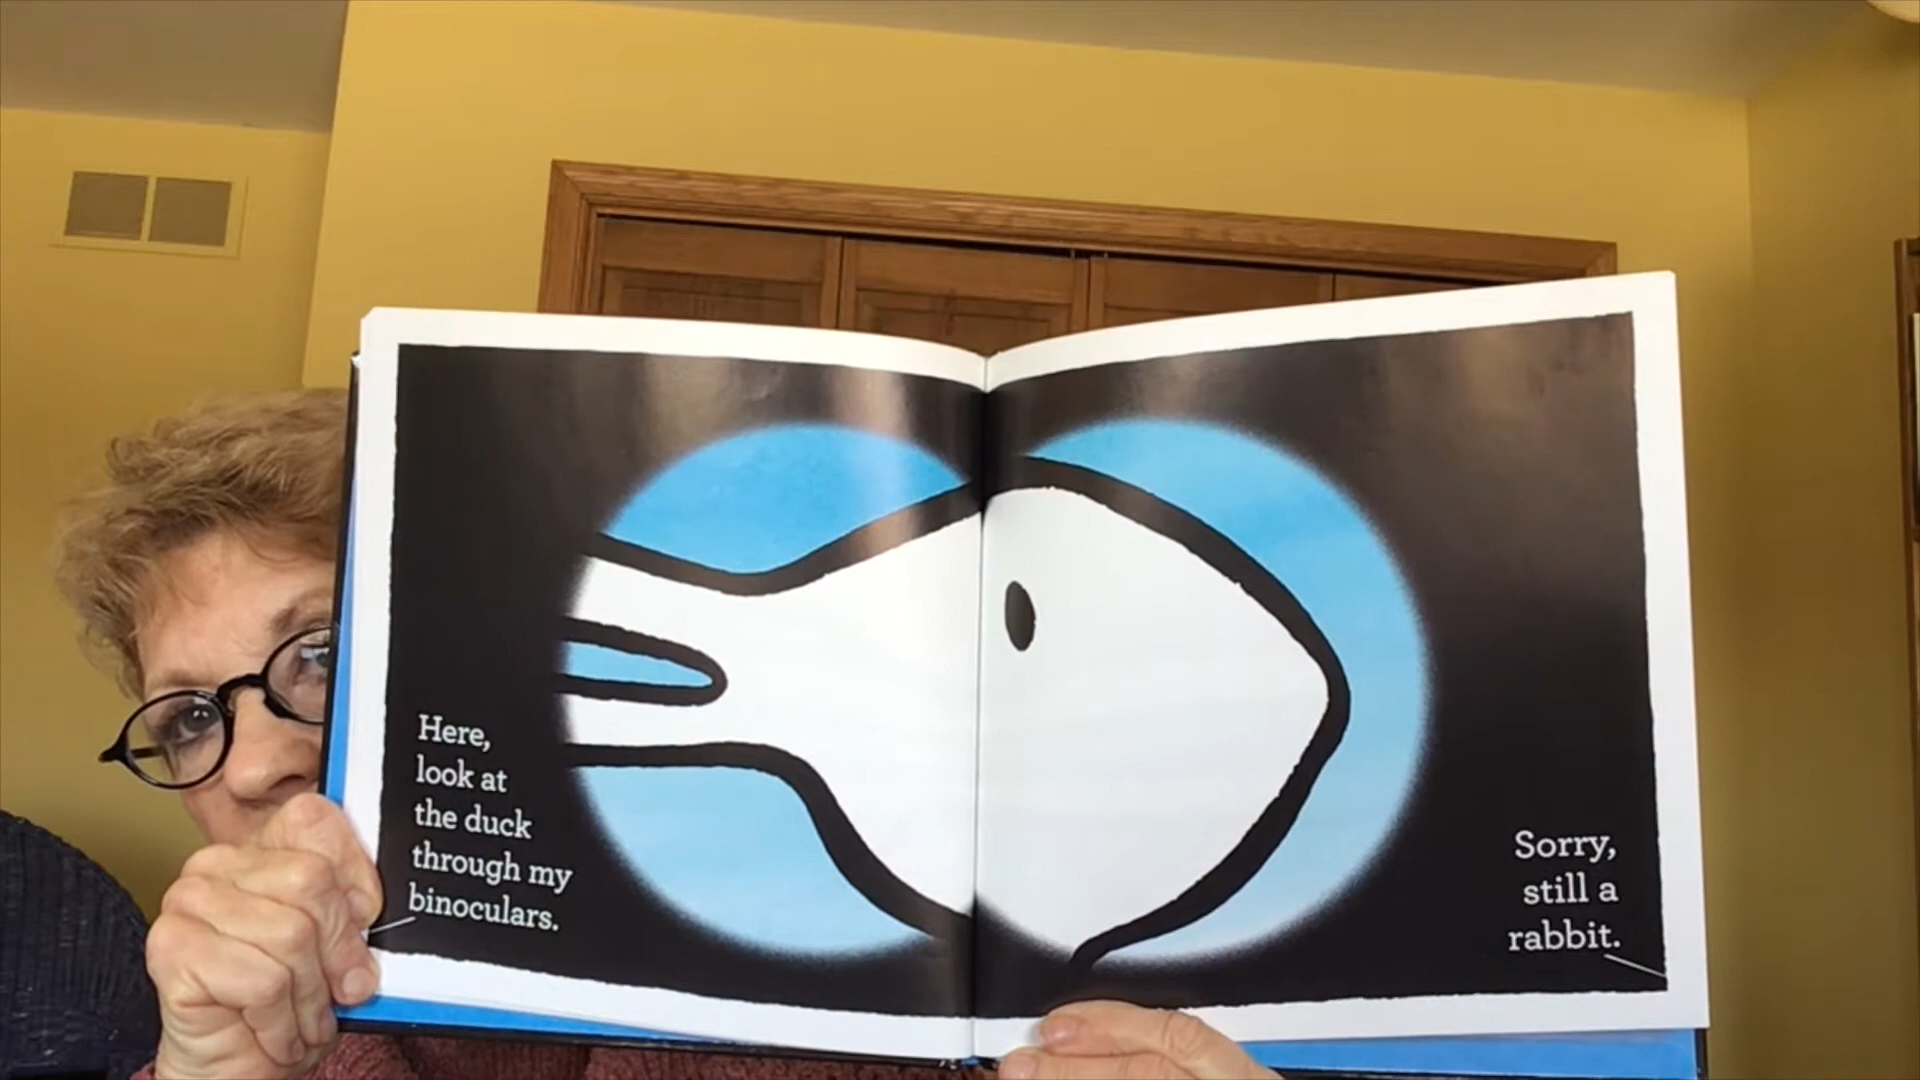 Here,
look at
the duck
through my
binoculars.
Sorry,
still a
rabbit.